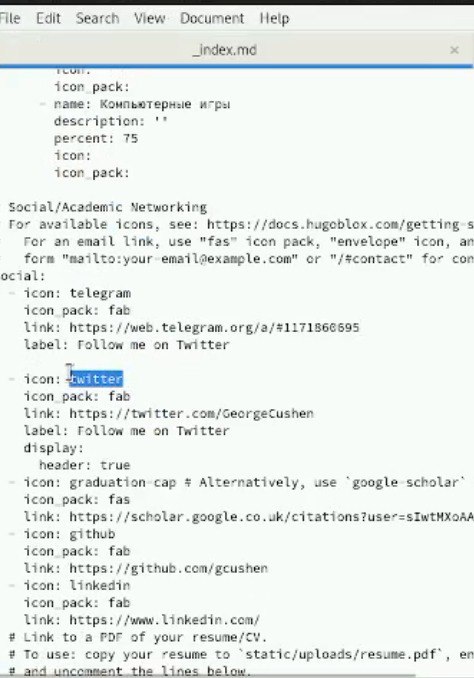 File Edit Search View Document Help
_index.md ×
icon:
icon_pack:
- name: Компьютерные игры
description: ''
percent: 75
icon:
icon_pack:
Social/Academic Networking
For available icons, see: https://docs.hugoblox.com/getting-s
For an email link, use "fas" icon pack, "envelope" icon, an
form "mailto:your-email@example.com" or "/#contact" for con
ocial:
- icon: telegram
icon_pack: fab
link: https://web.telegram.org/a/#1171860695
label: Follow me on Twitter
- icon: twitter
icon_pack: fab
link: https://twitter.com/GeorgeCushen
label: Follow me on Twitter
display:
header: true
- icon: graduation-cap # Alternatively, use `google-scholar`
icon_pack: fas
link: https://scholar.google.co.uk/citations?user=sIwtMXoAA
- icon: github
icon_pack: fab
link: https://github.com/gcushen
- icon: linkedin
icon_pack: fab
link: https://www.linkedin.com/
# Link to a PDF of your resume/CV.
# To use: copy your resume to `static/uploads/resume.pdf`, en
# and uncomment the lines below.